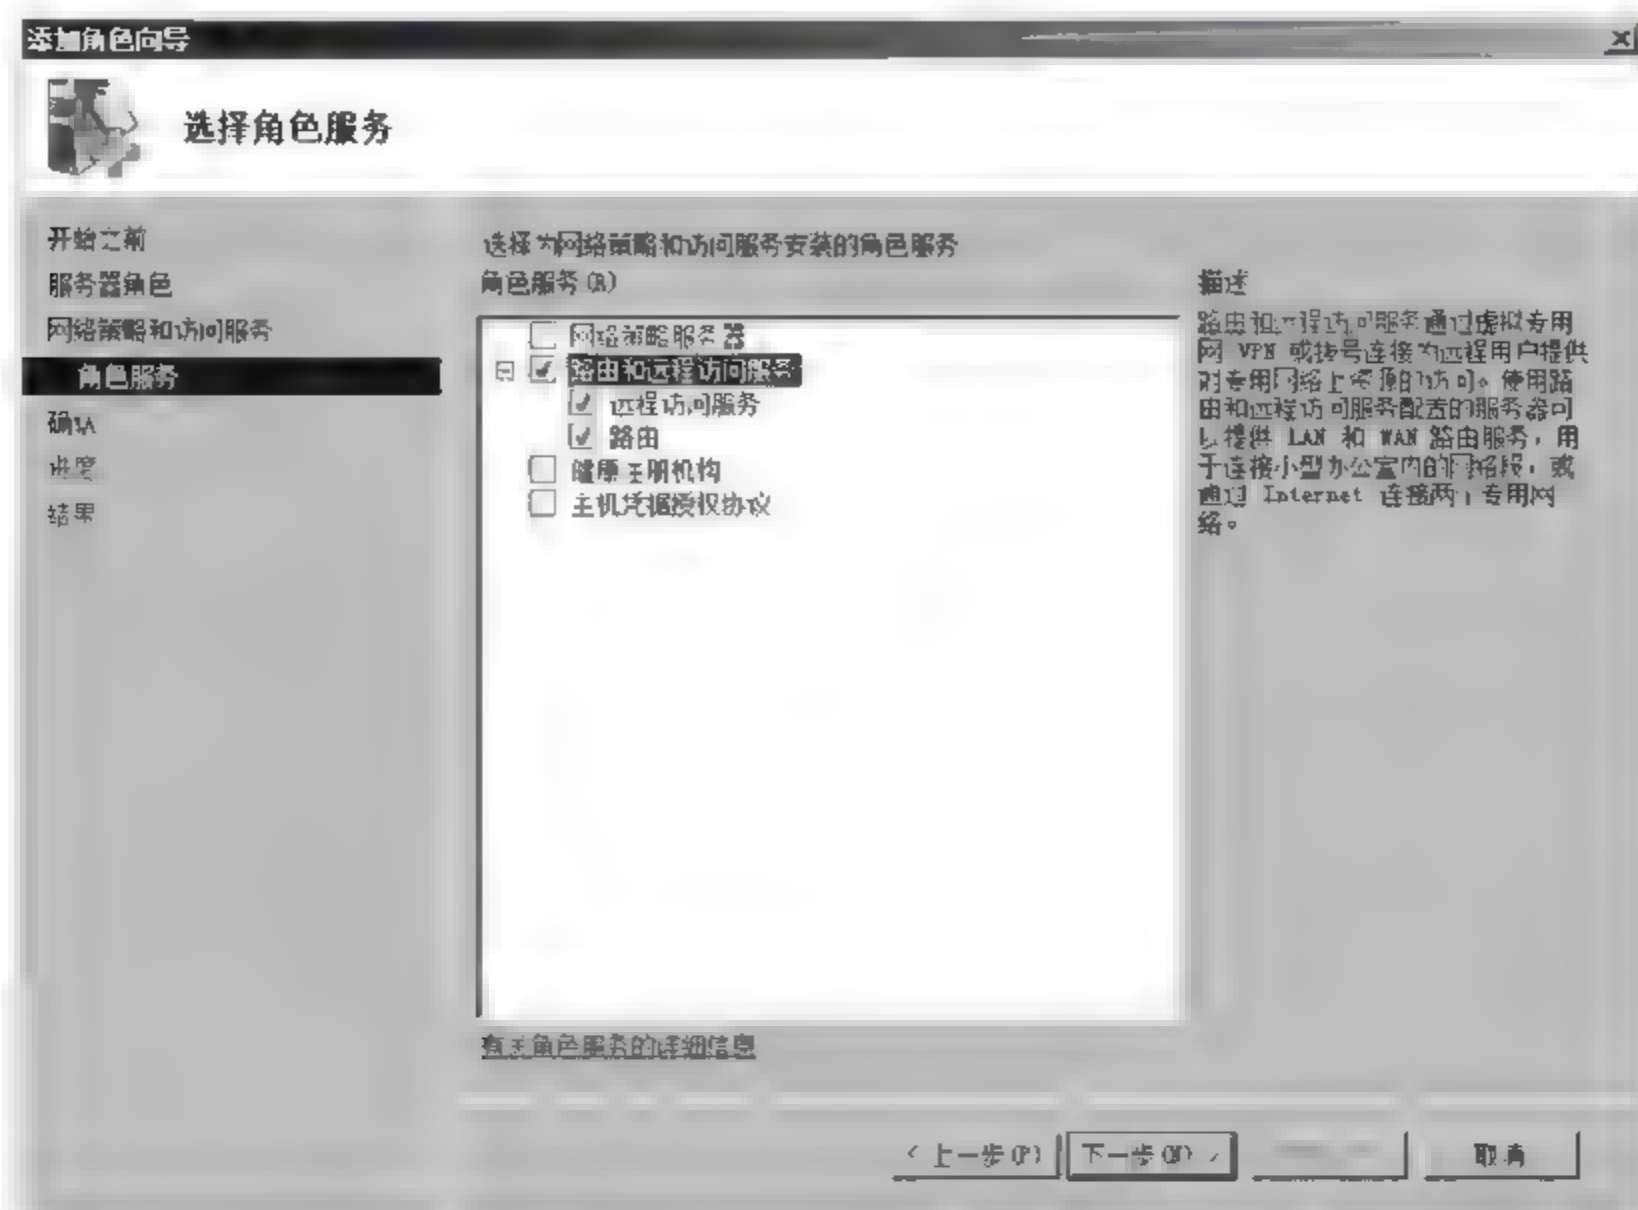 添加角色向导
选择角色服务
开始之前
服务器角色
网络策略和访问服务
角色服务
确认
进度
结果
选择为网络策略和访问服务安装的角色服务
角色服务(R)
网络策略服务器
路由和远程访问服务
远程访问服务
路由
健康注册机构
主机凭据授权协议
有关角色服务的详细信息
描述
路由和远程访问服务通过虚拟专用
网 VPN 或拨号连接为远程用户提供
对专用网络上资源的访问。使用路
由和远程访问服务配置的服务器可
以提供 LAN 和 WAN 路由服务，用
于连接小型办公室内的网络段，或
通过 Internet 连接两个专用网
络。
< 上一步(P)
下一步(N) >
取消